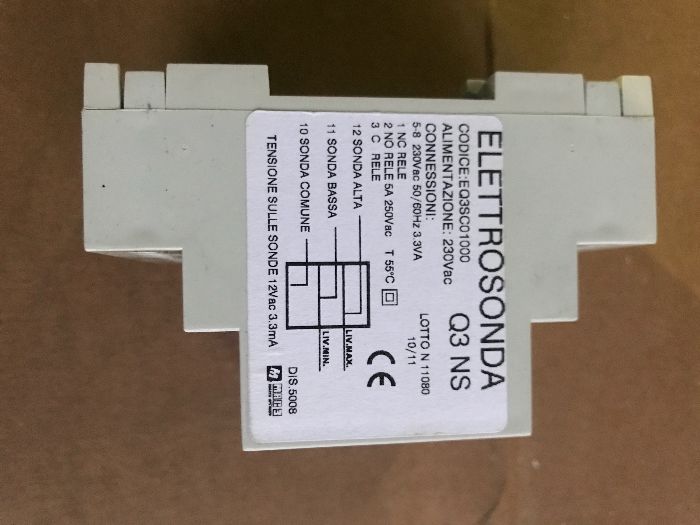 ELETTROSONDA Q3 NS
CODICE:EQ3SC01000
ALIMENTAZIONE: 230Vac
CONNESSIONI:
5-8 230Vac 50/60Hz 3.3VA
1 NC RELE
2 NO RELE 5A 250Vac T 55°C
3 C RELE
LOTTO N 11080
10/11
CE
12 SONDA ALTA
11 SONDA BASSA
10 SONDA COMUNE
LIV.MAX.
LIV.MIN.
TENSIONE SULLE SONDE 12Vac 3.3mA
DIS.5008